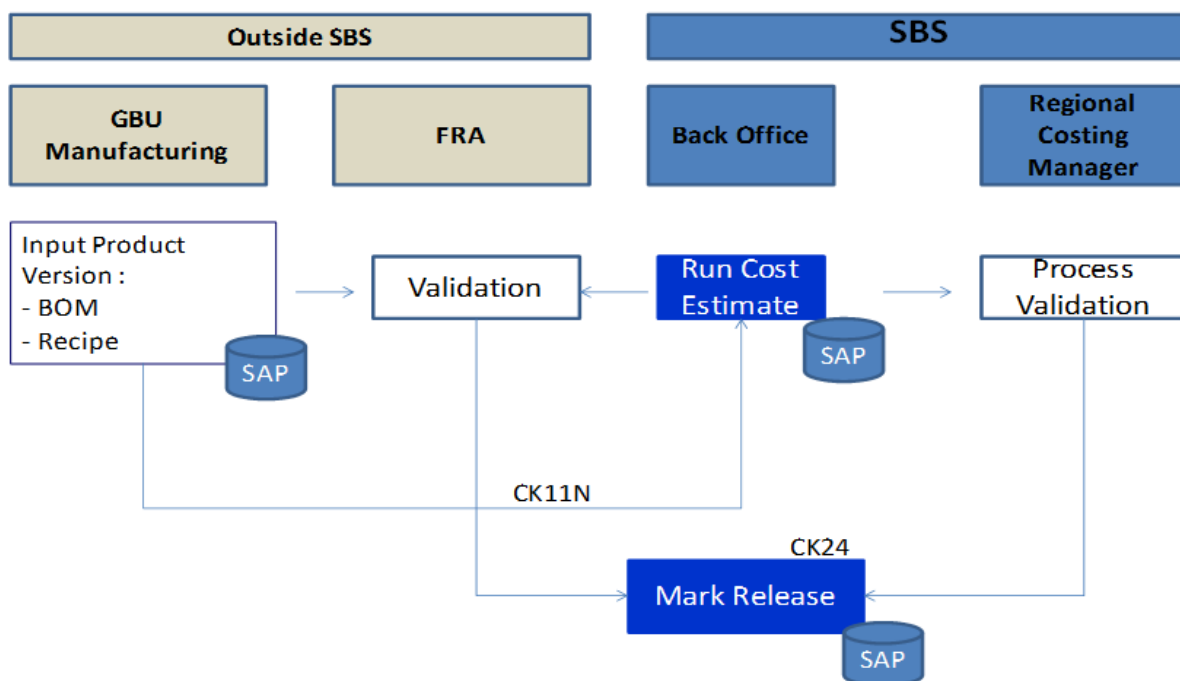 Outside SBS
SBS
GBU
Manufacturing
FRA
Back Office
Regional
Costing
Manager
Input Product
Version :
- BOM
- Recipe
SAP
Validation
Run Cost
Estimate
SAP
Process
Validation
CK11N
CK24
Mark Release
SAP